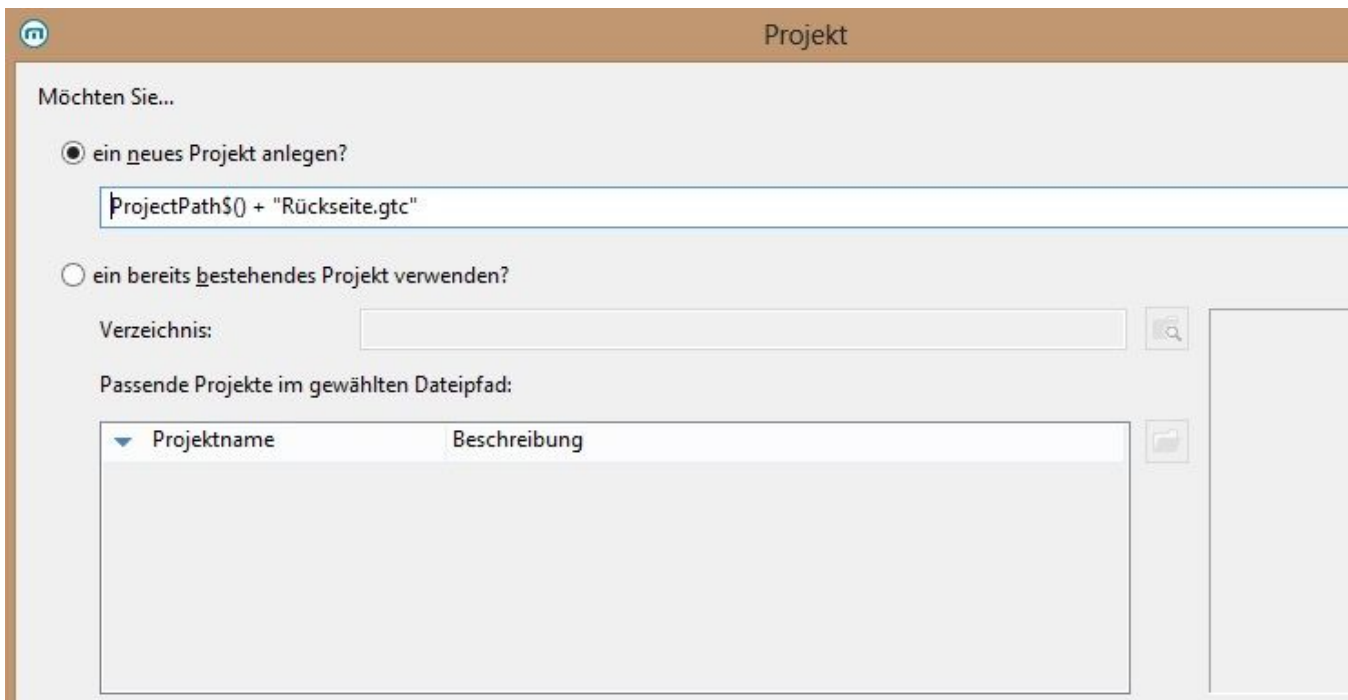 Projekt
Möchten Sie...
ein neues Projekt anlegen?
ProjectPath$() + "Rückseite.gtc"
ein bereits bestehendes Projekt verwenden?
Verzeichnis:
Passende Projekte im gewählten Dateipfad:
Projektname Beschreibung